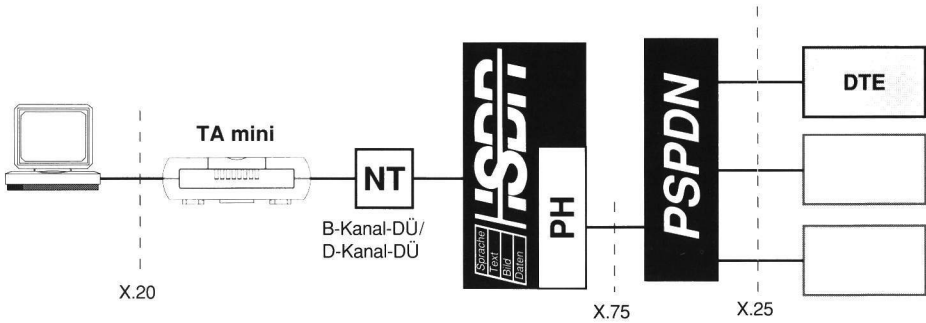 TA mini
NT
B-Kanal-DÜ/
D-Kanal-DÜ
X.20
ISDN
Sprache
Text
Bild
Daten
PH
X.75
PSPDN
X.25
DTE